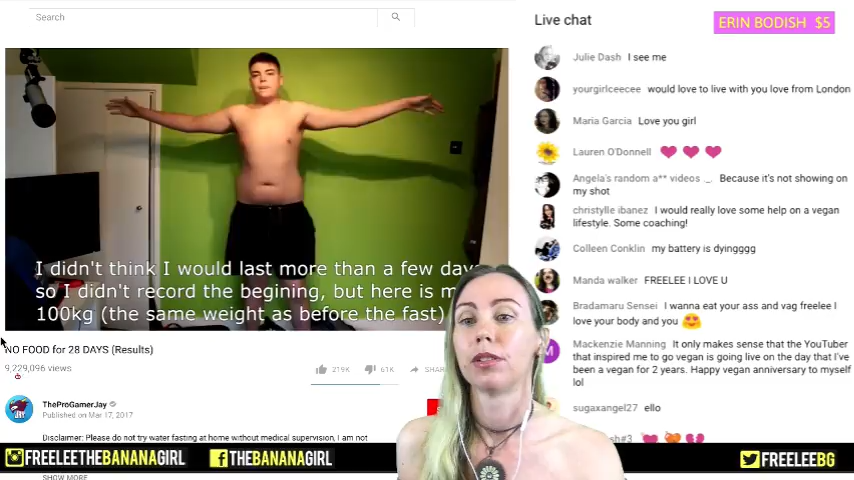 Search
Live chat
ERIN BODISH $5
I didn't think I would last more than a few
so I didn't record the begining, but here is
100kg (the same weight as before the fast)
NO FOOD for 28 DAYS (Results)
9,229,096 views
219K
61K
SHAR
TheProGamerJay
Published on Mar 17, 2017
Disclaimer: Please do not try water fasting at home without medical supervision, I am not
SHOW MORE
Julie Dash I see me
yourgirlceecee would love to live with you love from London
Maria Garcia Love you girl
Lauren O'Donnell
Angela's random a** videos ._. Because it's not showing on
my shot
christylle ibanez I would really love some help on a vegan
lifestyle. Some coaching!
Colleen Conklin my battery is dyingggg
Manda walker FREELEE I LOVE U
Bradamaru Sensei I wanna eat your ass and vag freelee I
love your body and you
M
Mackenzie Manning It only makes sense that the YouTuber
that inspired me to go vegan is going live on the day that I've
been a vegan for 2 years. Happy vegan anniversary to myself
lol
sugaxangel27 ello
FREELEETHEBANANAGIRL
THEBANANAGIRL
FREELEEBG